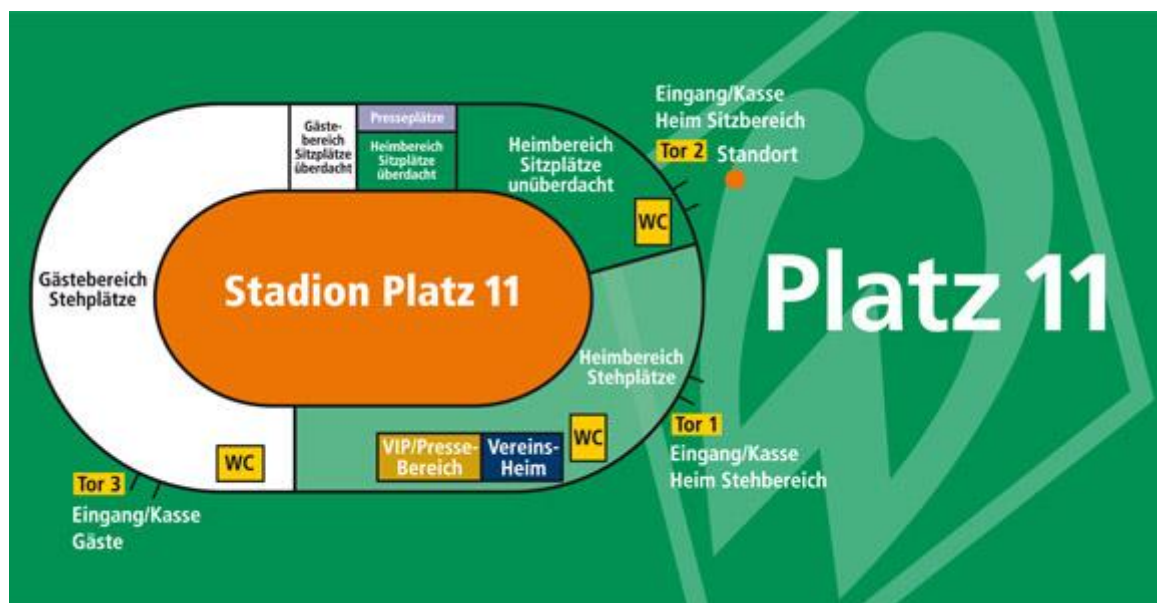 Eingang/Kasse
Heim Sitzbereich
Tor 2 Standort
Presseplätze
Gäste-
bereich
Sitzplätze
überdacht
Heimbereich
Sitzplätze
überdacht
Heimbereich
Sitzplätze
unüberdacht
WC
Gästebereich
Stehplätze
Stadion Platz 11
Platz 11
Heimbereich
Stehplätze
Tor 1
Eingang/Kasse
Heim Stehbereich
WC
VIP/Presse-
Bereich
Vereins-
Heim
WC
Tor 3
Eingang/Kasse
Gäste